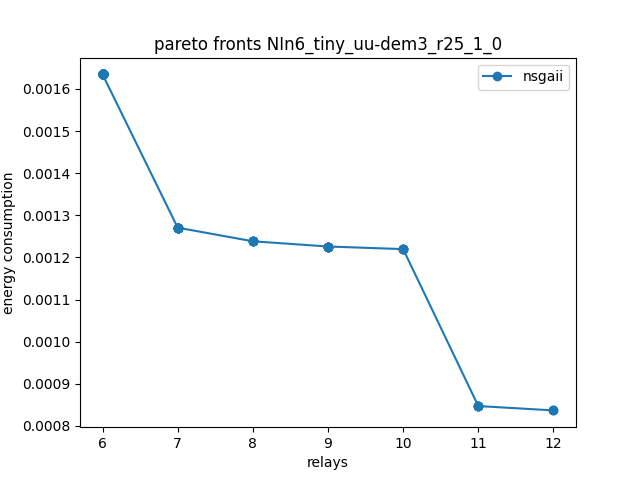 pareto fronts NIn6_tiny_uu-dem3_r25_1_0
nsgaii
energy consumption
0.0016
0.0015
0.0014
0.0013
0.0012
0.0011
0.0010
0.0009
0.0008
6 7 8 9 10 11 12
relays